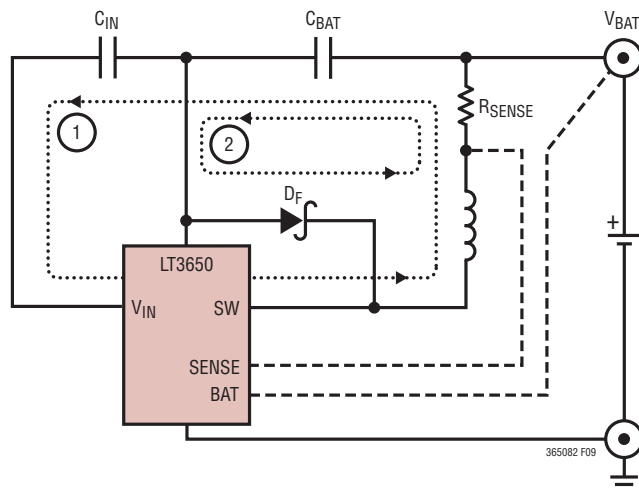 C_IN
C_BAT
V_BAT
R_SENSE
1
2
D_F
+
LT3650
V_IN
SW
SENSE
BAT
365082 F09